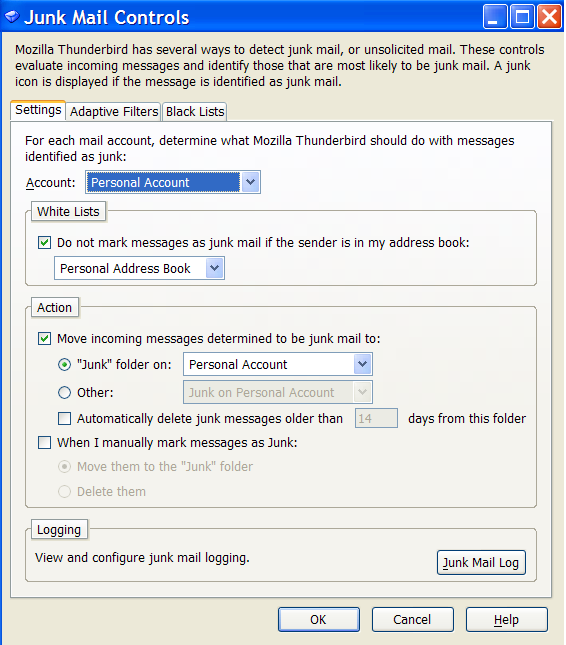 Junk Mail Controls
Mozilla Thunderbird has several ways to detect junk mail, or unsolicited mail. These controls
evaluate incoming messages and identify those that are most likely to be junk mail. A junk
icon is displayed if the message is identified as junk mail.
Settings Adaptive Filters Black Lists
For each mail account, determine what Mozilla Thunderbird should do with messages
identified as junk:
Account: Personal Account
White Lists
Do not mark messages as junk mail if the sender is in my address book:
Personal Address Book
Action
Move incoming messages determined to be junk mail to:
"Junk" folder on: Personal Account
Other: Junk on Personal Account
Automatically delete junk messages older than 14 days from this folder
When I manually mark messages as Junk:
Move them to the "Junk" folder
Delete them
Logging
View and configure junk mail logging.
Junk Mail Log
OK Cancel Help